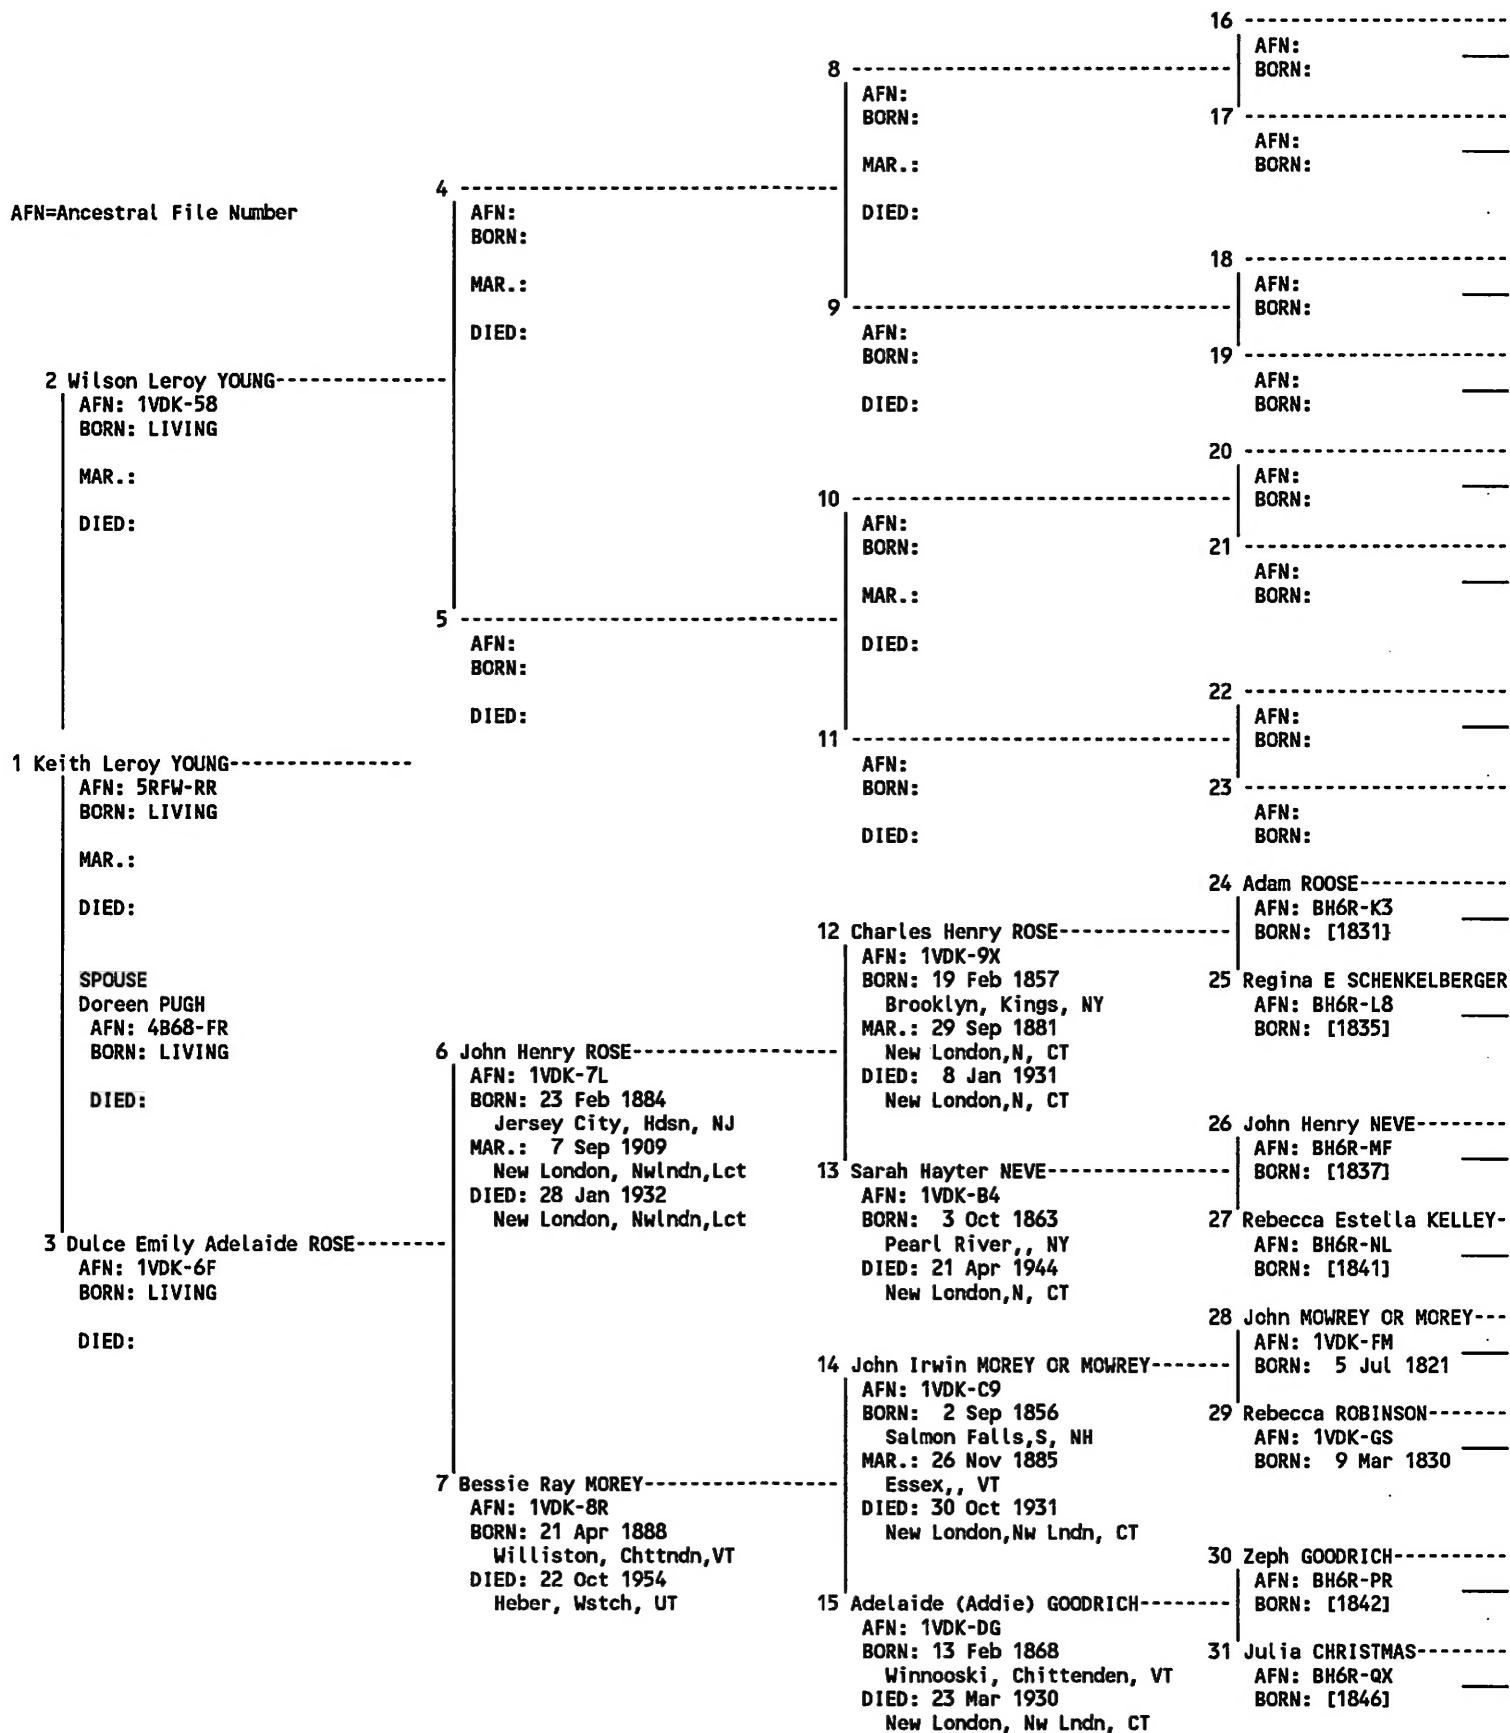 AFN=Ancestral File Number
1 Keith Leroy YOUNG---------------
AFN: 5RFW-RR
BORN: LIVING
MAR.:
DIED:
SPOUSE
Doreen PUGH
AFN: 4B68-FR
BORN: LIVING
DIED:
2 Wilson Leroy YOUNG--------------
AFN: 1VDK-58
BORN: LIVING
MAR.:
DIED:
3 Dulce Emily Adelaide ROSE-------
AFN: 1VDK-6F
BORN: LIVING
DIED:
4 --------------------------------
AFN:
BORN:
MAR.:
DIED:
5 --------------------------------
AFN:
BORN:
DIED:
6 John Henry ROSE-----------------
AFN: 1VDK-7L
BORN: 23 Feb 1884
Jersey City, Hdsn, NJ
MAR.: 7 Sep 1909
New London, Nwlndn,Lct
DIED: 28 Jan 1932
New London, Nwlndn,Lct
7 Bessie Ray MOREY----------------
AFN: 1VDK-8R
BORN: 21 Apr 1888
Williston, Chttndn,VT
DIED: 22 Oct 1954
Heber, Wstch, UT
8 --------------------------------
AFN:
BORN:
MAR.:
DIED:
9 --------------------------------
AFN:
BORN:
DIED:
10 --------------------------------
AFN:
BORN:
MAR.:
DIED:
11 --------------------------------
AFN:
BORN:
DIED:
12 Charles Henry ROSE--------------
AFN: 1VDK-9X
BORN: 19 Feb 1857
Brooklyn, Kings, NY
MAR.: 29 Sep 1881
New London,N, CT
DIED: 8 Jan 1931
New London,N, CT
13 Sarah Hayter NEVE---------------
AFN: 1VDK-B4
BORN: 3 Oct 1863
Pearl River,, NY
DIED: 21 Apr 1944
New London,N, CT
14 John Irwin MOREY OR MOWREY-------
AFN: 1VDK-C9
BORN: 2 Sep 1856
Salmon Falls,S, NH
MAR.: 26 Nov 1885
Essex,, VT
DIED: 30 Oct 1931
New London,Nw Lndn, CT
15 Adelaide (Addie) GOODRICH--------
AFN: 1VDK-DG
BORN: 13 Feb 1868
Winnooski, Chittenden, VT
DIED: 23 Mar 1930
New London, Nw Lndn, CT
16 ----------------------
AFN:
BORN:
17 ----------------------
AFN:
BORN:
18 ----------------------
AFN:
BORN:
19 ----------------------
AFN:
BORN:
20 ----------------------
AFN:
BORN:
21 ----------------------
AFN:
BORN:
22 ----------------------
AFN:
BORN:
23 ----------------------
AFN:
BORN:
24 Adam ROOSE------------
AFN: BH6R-K3
BORN: [1831]
25 Regina E SCHENKELBERGER
AFN: BH6R-L8
BORN: [1835]
26 John Henry NEVE--------
AFN: BH6R-MF
BORN: [1837]
27 Rebecca Estella KELLEY-
AFN: BH6R-NL
BORN: [1841]
28 John MOWREY OR MOREY---
AFN: 1VDK-FM
BORN: 5 Jul 1821
29 Rebecca ROBINSON-------
AFN: 1VDK-GS
BORN: 9 Mar 1830
30 Zeph GOODRICH----------
AFN: BH6R-PR
BORN: [1842]
31 Julia CHRISTMAS--------
AFN: BH6R-QX
BORN: [1846]